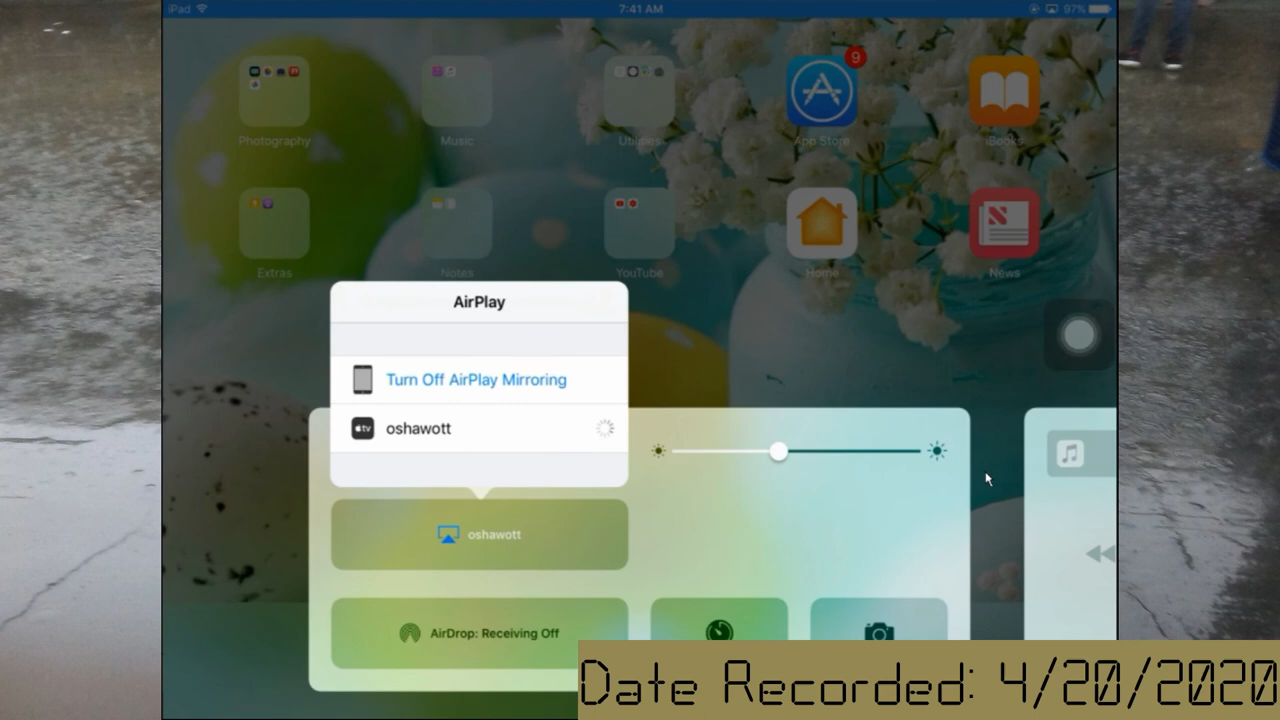 iPad 7:41 AM 97%
9
Photography Music Utilities App Store iBooks
Extras Notes YouTube Home News
AirPlay
Turn Off AirPlay Mirroring
tv oshawott
oshawott
AirDrop: Receiving Off
Date Recorded: 4/20/2020